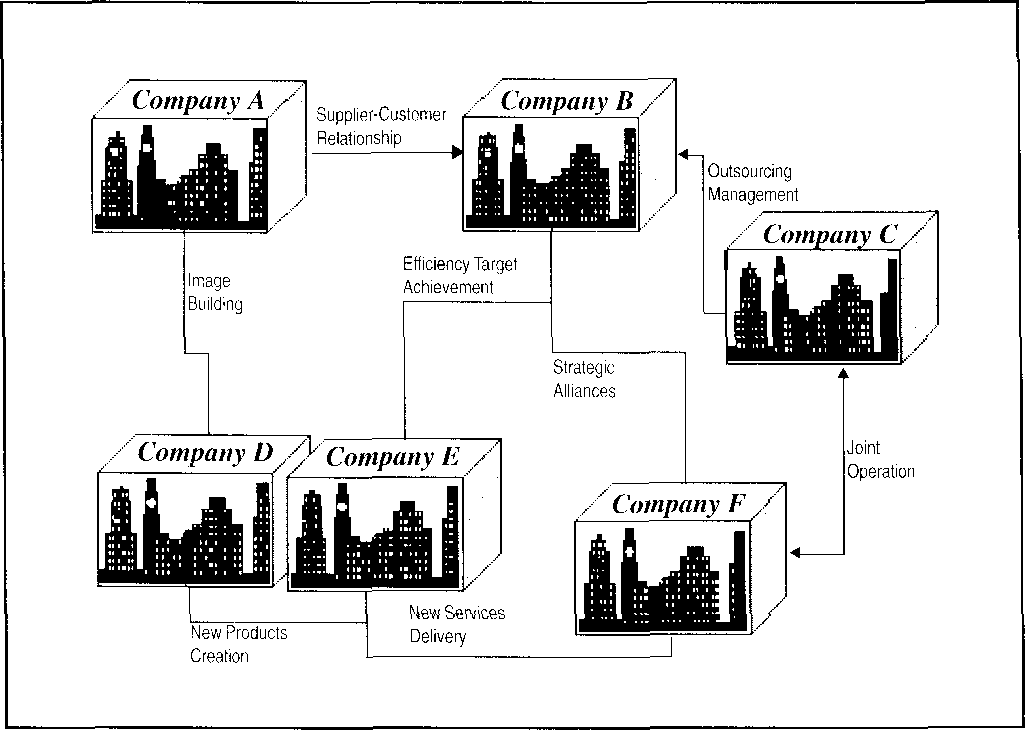 Company A
Supplier-Customer
Relationship
Company B
Outsourcing
Management
Company C
Image
Building
Efficiency Target
Achievement
Strategic
Alliances
Company D
Company E
Joint
Operation
Company F
New Products
Creation
New Services
Delivery